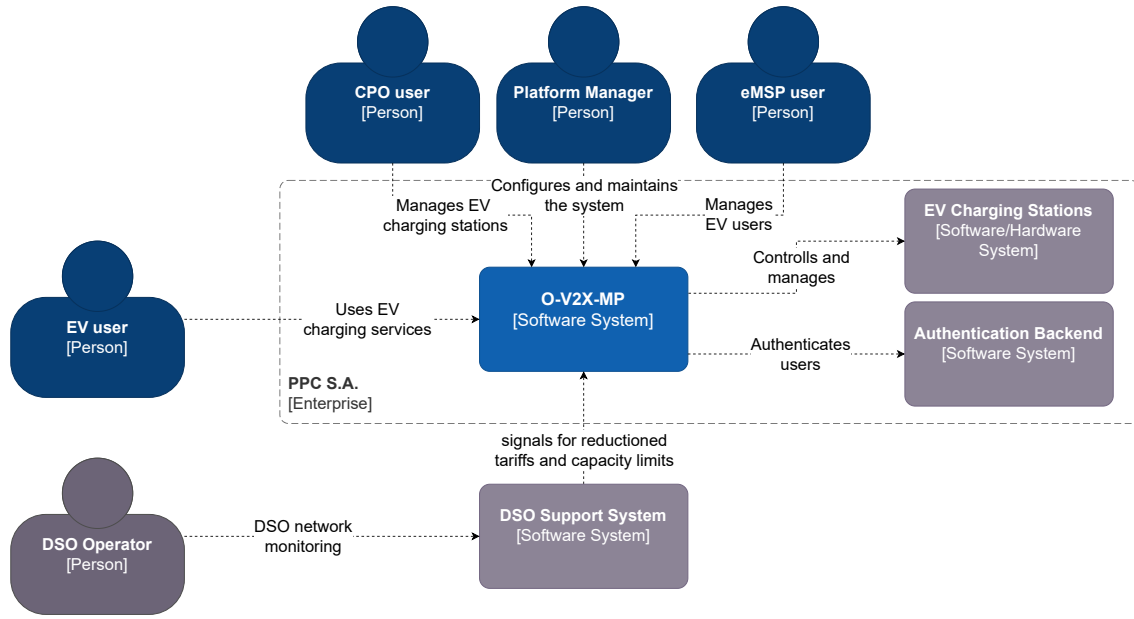 CPO user
[Person]
Platform Manager
[Person]
eMSP user
[Person]
Manages EV
charging stations
Configures and maintains
the system
Manages
EV users
EV Charging Stations
[Software/Hardware
System]
Controlls and
manages
EV user
[Person]
Uses EV
charging services
O-V2X-MP
[Software System]
Authenticates
users
Authentication Backend
[Software System]
PPC S.A.
[Enterprise]
signals for reductioned
tariffs and capacity limits
DSO Operator
[Person]
DSO network
monitoring
DSO Support System
[Software System]